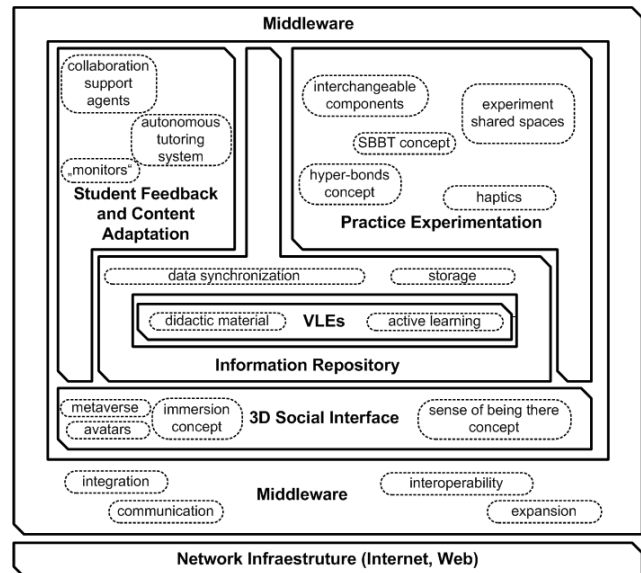 Middleware
collaboration
support
agents
autonomous
tutoring
system
„monitors“
Student Feedback
and Content
Adaptation
interchangeable
components
experiment
shared spaces
SBBT concept
hyper-bonds
concept
haptics
Practice Experimentation
data synchronization
storage
didactic material
VLEs
active learning
Information Repository
metaverse
avatars
immersion
concept
3D Social Interface
sense of being there
concept
integration
communication
Middleware
interoperability
expansion
Network Infraestruture (Internet, Web)